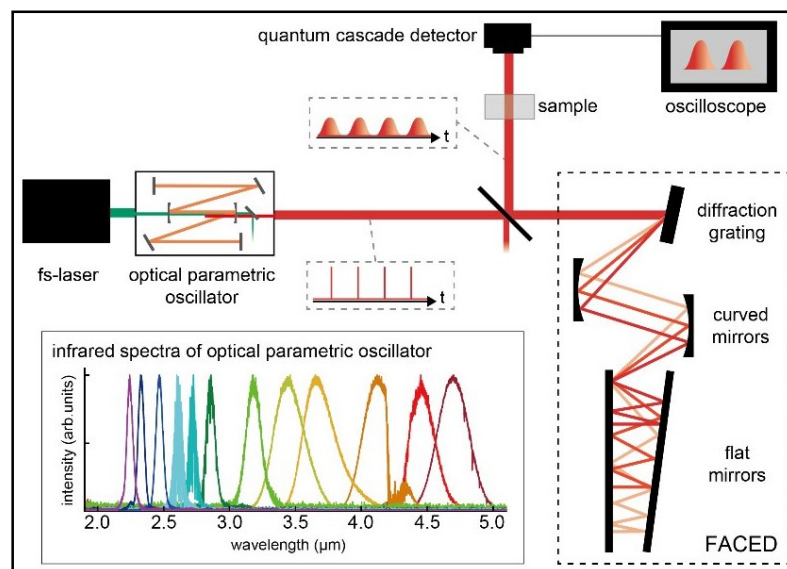 quantum cascade detector
sample
oscilloscope
t
fs-laser
optical parametric
oscillator
t
diffraction
grating
curved
mirrors
flat
mirrors
FACED
infrared spectra of optical parametric oscillator
intensity (arb.units)
2.0 2.5 3.0 3.5 4.0 4.5 5.0
wavelength (μm)